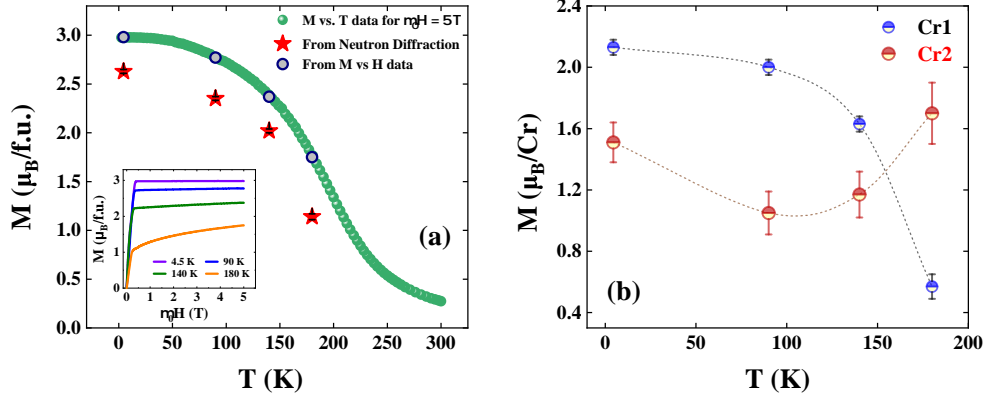 M vs. T data for m0H = 5T
From Neutron Diffraction
From M vs H data
M (μB/f.u.)
3.0
2.5
2.0
1.5
1.0
0.5
0.0
0 50 100 150 200 250 300
T (K)
(a)
M (μB/f.u.)
3
2
1
0
0 1 2 3 4 5
m0H (T)
4.5 K 90 K
140 K 180 K
Cr1
Cr2
M (μB/Cr)
2.4
2.0
1.6
1.2
0.8
0.4
0 50 100 150 200
T (K)
(b)